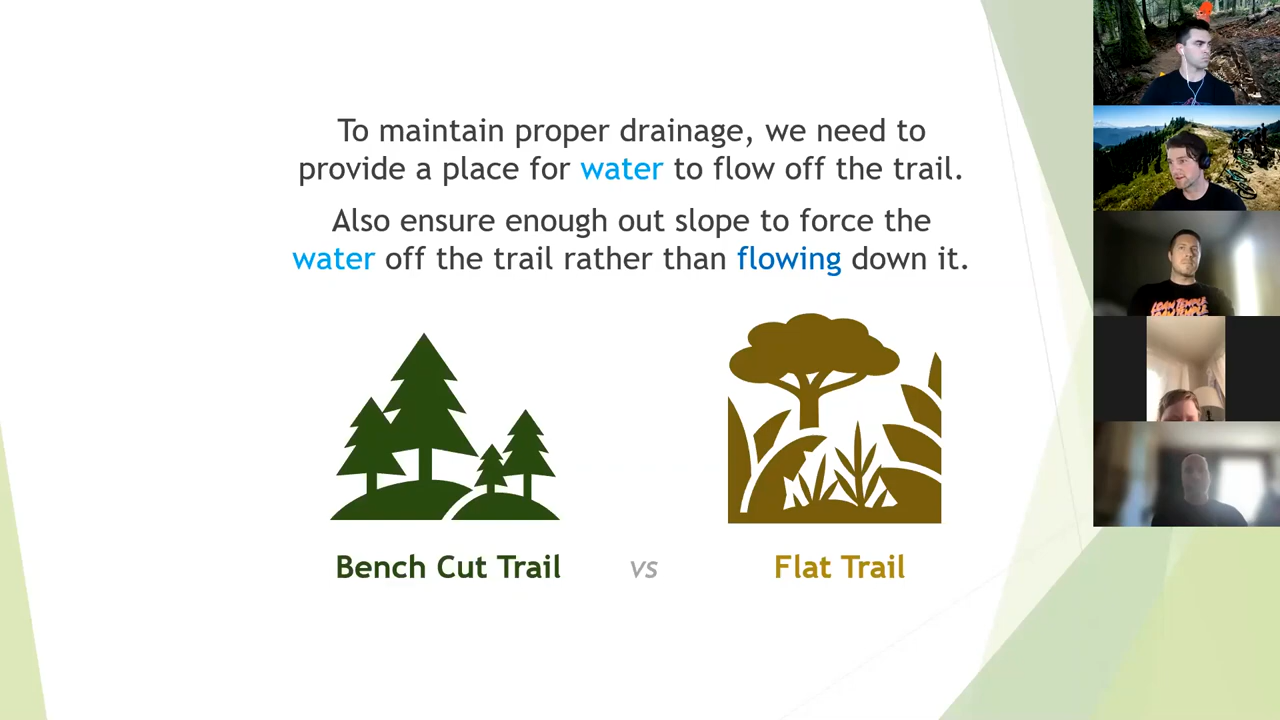 To maintain proper drainage, we need to
provide a place for water to flow off the trail.
Also ensure enough out slope to force the
water off the trail rather than flowing down it.
Bench Cut Trail vs Flat Trail
LOAM TEMPLE